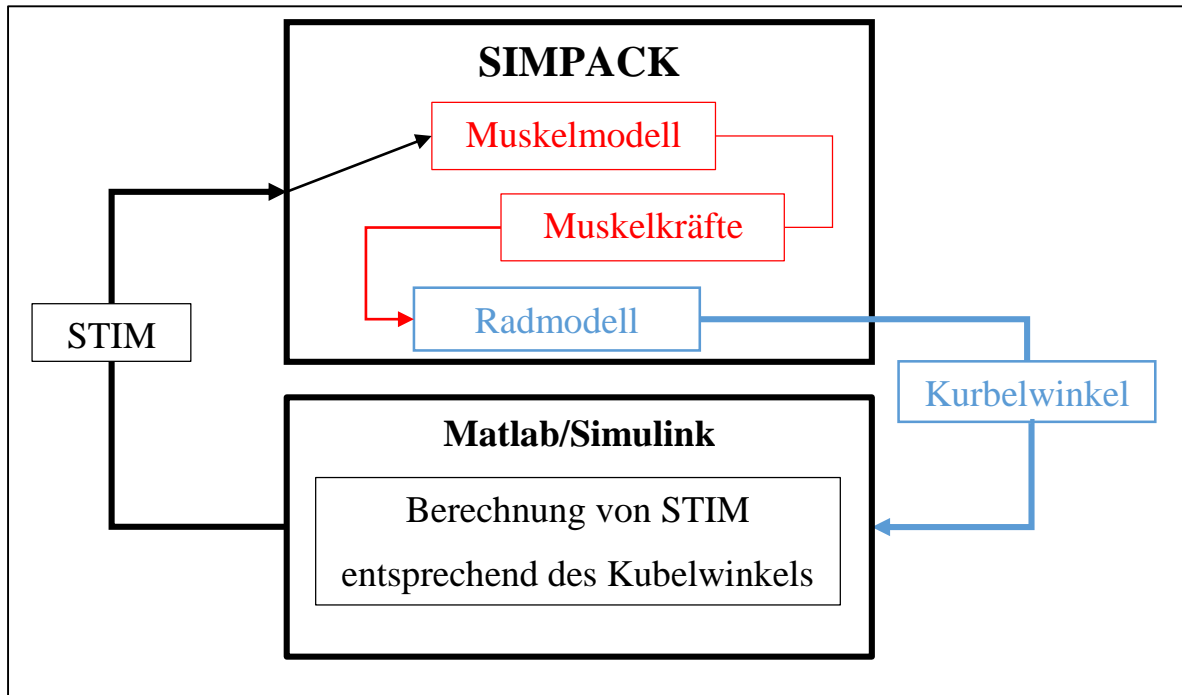 SIMPACK
Muskelmodell
Muskelkräfte
Radmodell
STIM
Kurbelwinkel
Matlab/Simulink
Berechnung von STIM
entsprechend des Kubelwinkels